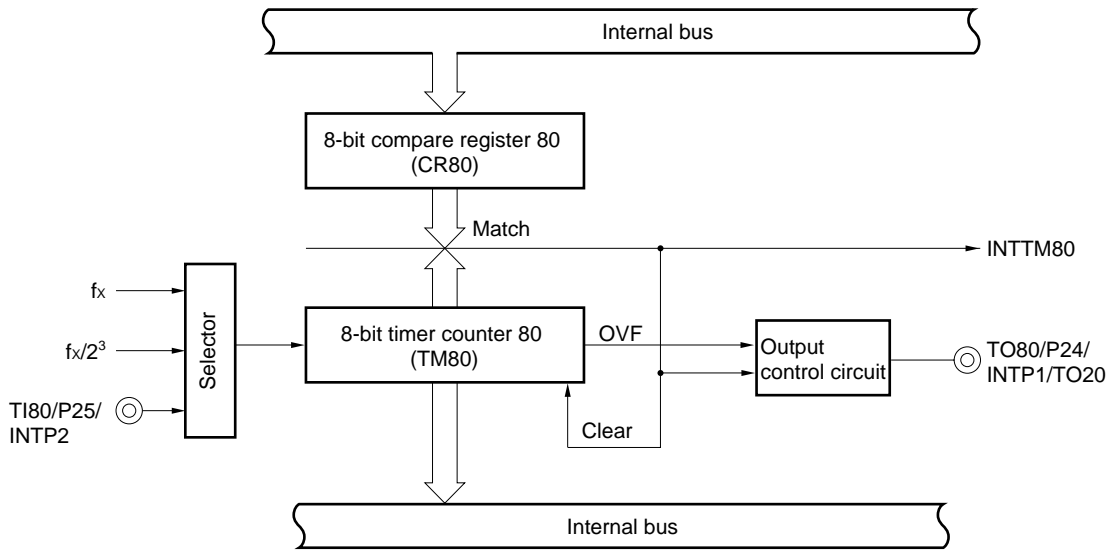 Internal bus
8-bit compare register 80
(CR80)
Match
INTTM80
fX
fX/2³
TI80/P25/
INTP2
Selector
8-bit timer counter 80
(TM80)
OVF
Clear
Output
control circuit
TO80/P24/
INTP1/TO20
Internal bus